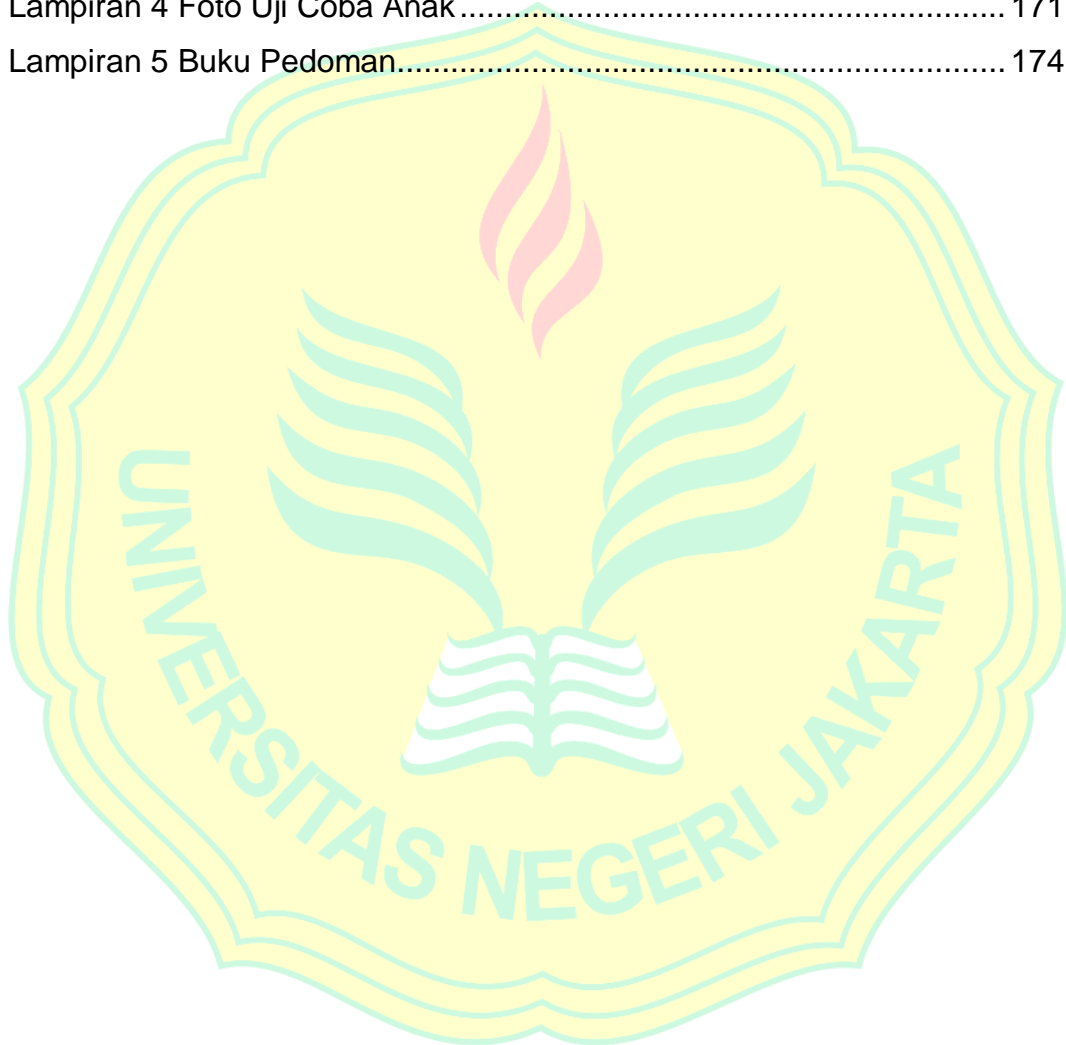 Lampiran 4 Foto Uji Coba Anak.............................................................. 171
Lampiran 5 Buku Pedoman..................................................................... 174
UNIVERSITAS NEGERI JAKARTA